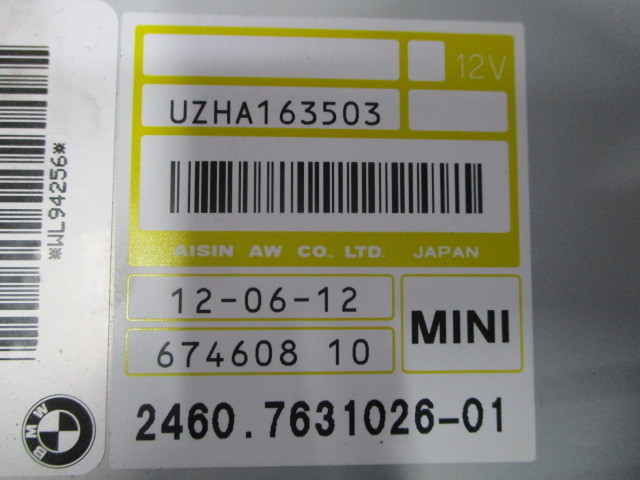 12V
UZHA163503
AISIN AW CO., LTD. JAPAN
12-06-12
674608 10
MINI
2460.7631026-01
*WL94256*
BMW